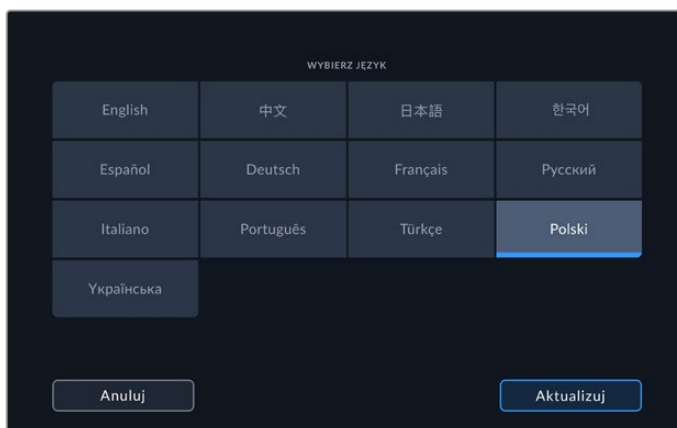 WYBIERZ JĘZYK
English 中文 日本語 한국어
Español Deutsch Français Русский
Italiano Português Türkçe Polski
Українська
Anuluj Aktualizuj